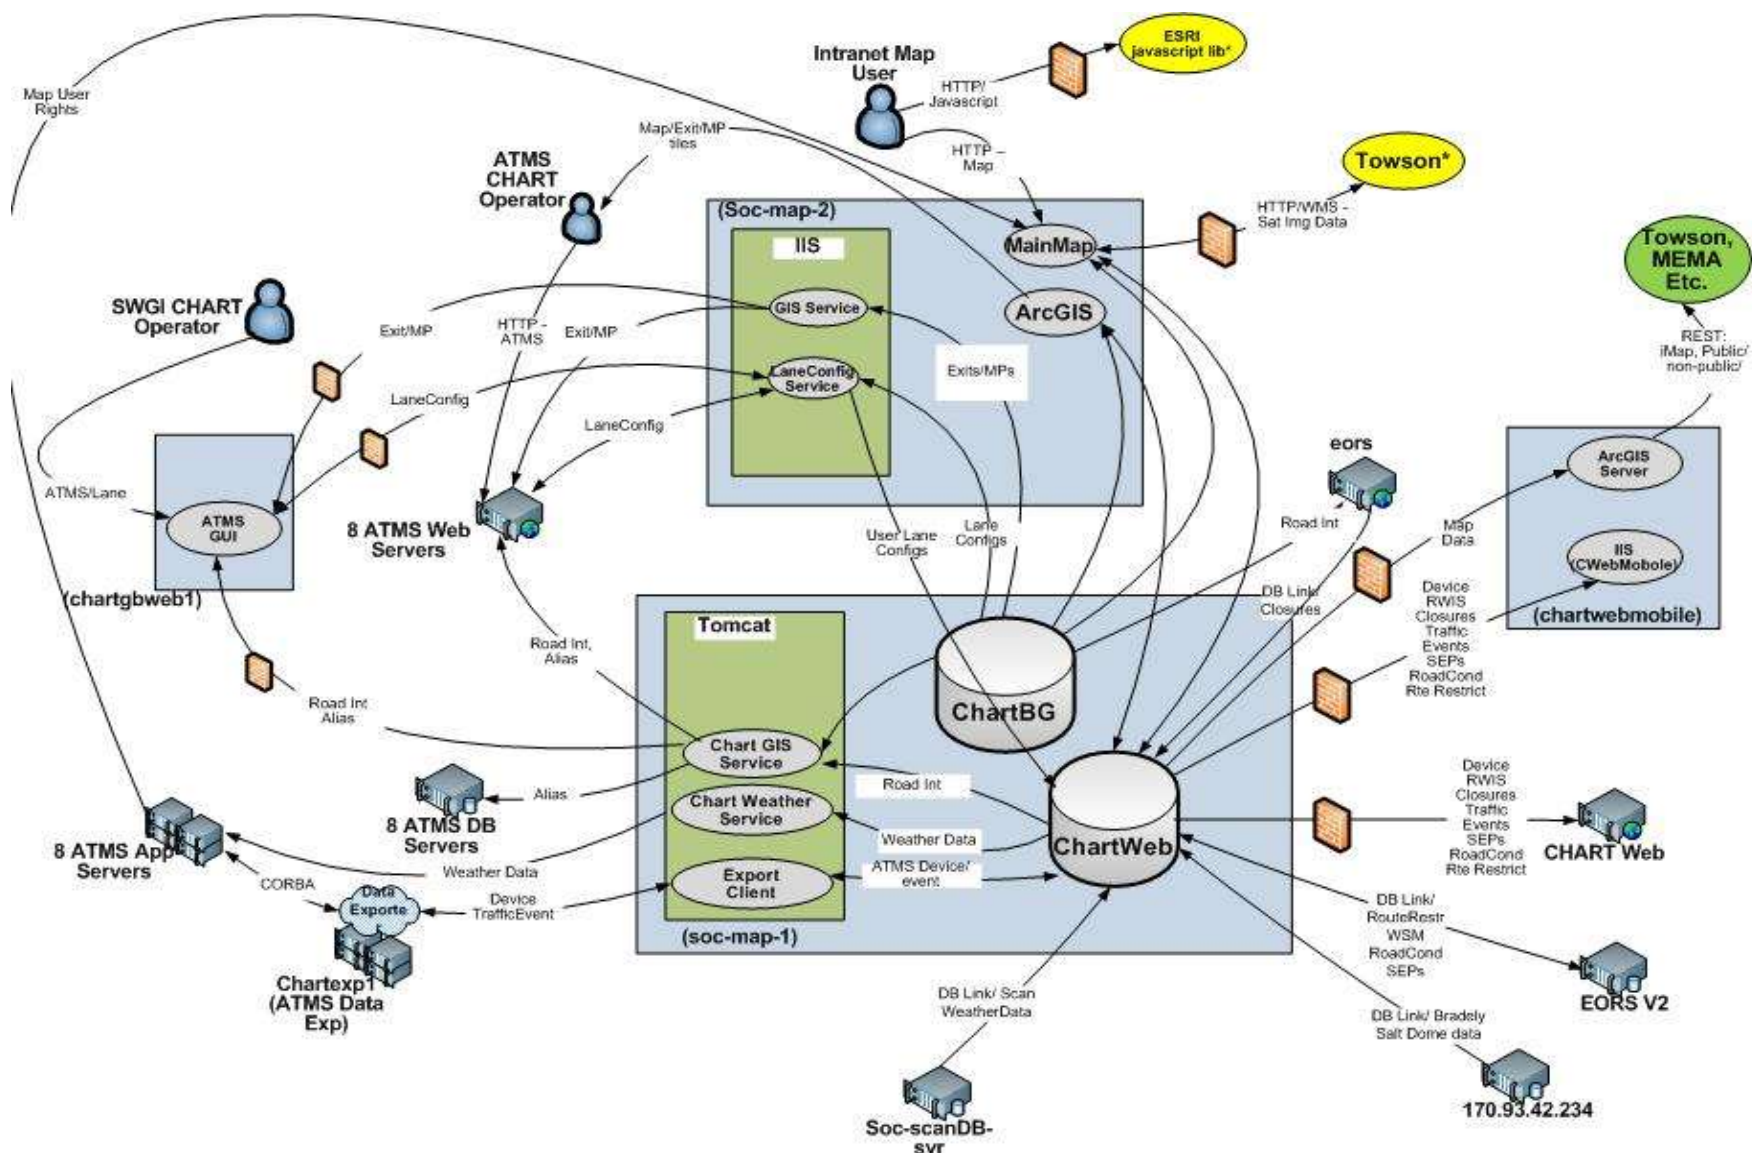 ESRI
javascript lib*
Intranet Map
User
HTTP/
Javascript
Map User
Rights
Map/Exit/MP
tiles
HTTP –
Map
ATMS
CHART
Operator
Towson*
HTTP/WMS -
Sat Img Data
(Soc-map-2)
IIS
MainMap
Towson,
MEMA
Etc.
SWGI CHART
Operator
Exit/MP
HTTP -
ATMS
Exit/MP
GIS Service
ArcGIS
REST:
iMap, Public/
non-public/
LaneConfig
Service
Exits/MPs
LaneConfig
LaneConfig
eors
ArcGIS
Server
ATMS/Lane
ATMS
GUI
8 ATMS Web
Servers
User Lane
Configs
Lane
Configs
Road Int
Map
Data
IIS
(CWebMobole)
(chartgbweb1)
DB Link/
Closures
Device
RWIS
Closures
Traffic
Events
SEPs
RoadCond
Rte Restrict
(chartwebmobile)
Tomcat
Road Int,
Alias
Road Int
Alias
ChartBG
Chart GIS
Service
Road Int
Alias
8 ATMS DB
Servers
Chart Weather
Service
Weather Data
ChartWeb
Device
RWIS
Closures
Traffic
Events
SEPs
RoadCond
Rte Restrict
CHART Web
8 ATMS App
Servers
Weather Data
ATMS Device/
event
CORBA
Data
Exporte
Device
TrafficEvent
Export
Client
(soc-map-1)
DB Link/
RouteRestr
WSM
RoadCond
SEPs
Chartexp1
(ATMS Data
Exp)
DB Link/ Scan
WeatherData
EORS V2
DB Link/ Bradely
Salt Dome data
170.93.42.234
Soc-scanDB-
svr